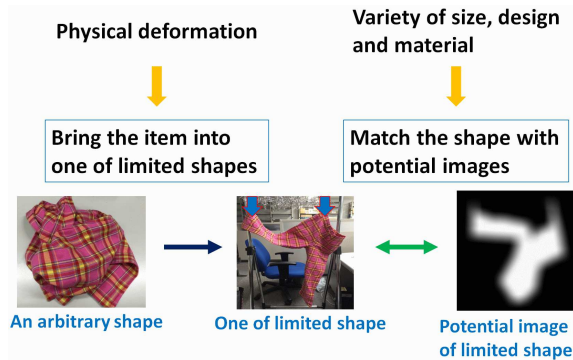 Physical deformation
Variety of size, design
and material
Bring the item into
one of limited shapes
Match the shape with
potential images
An arbitrary shape
One of limited shape
Potential image
of limited shape